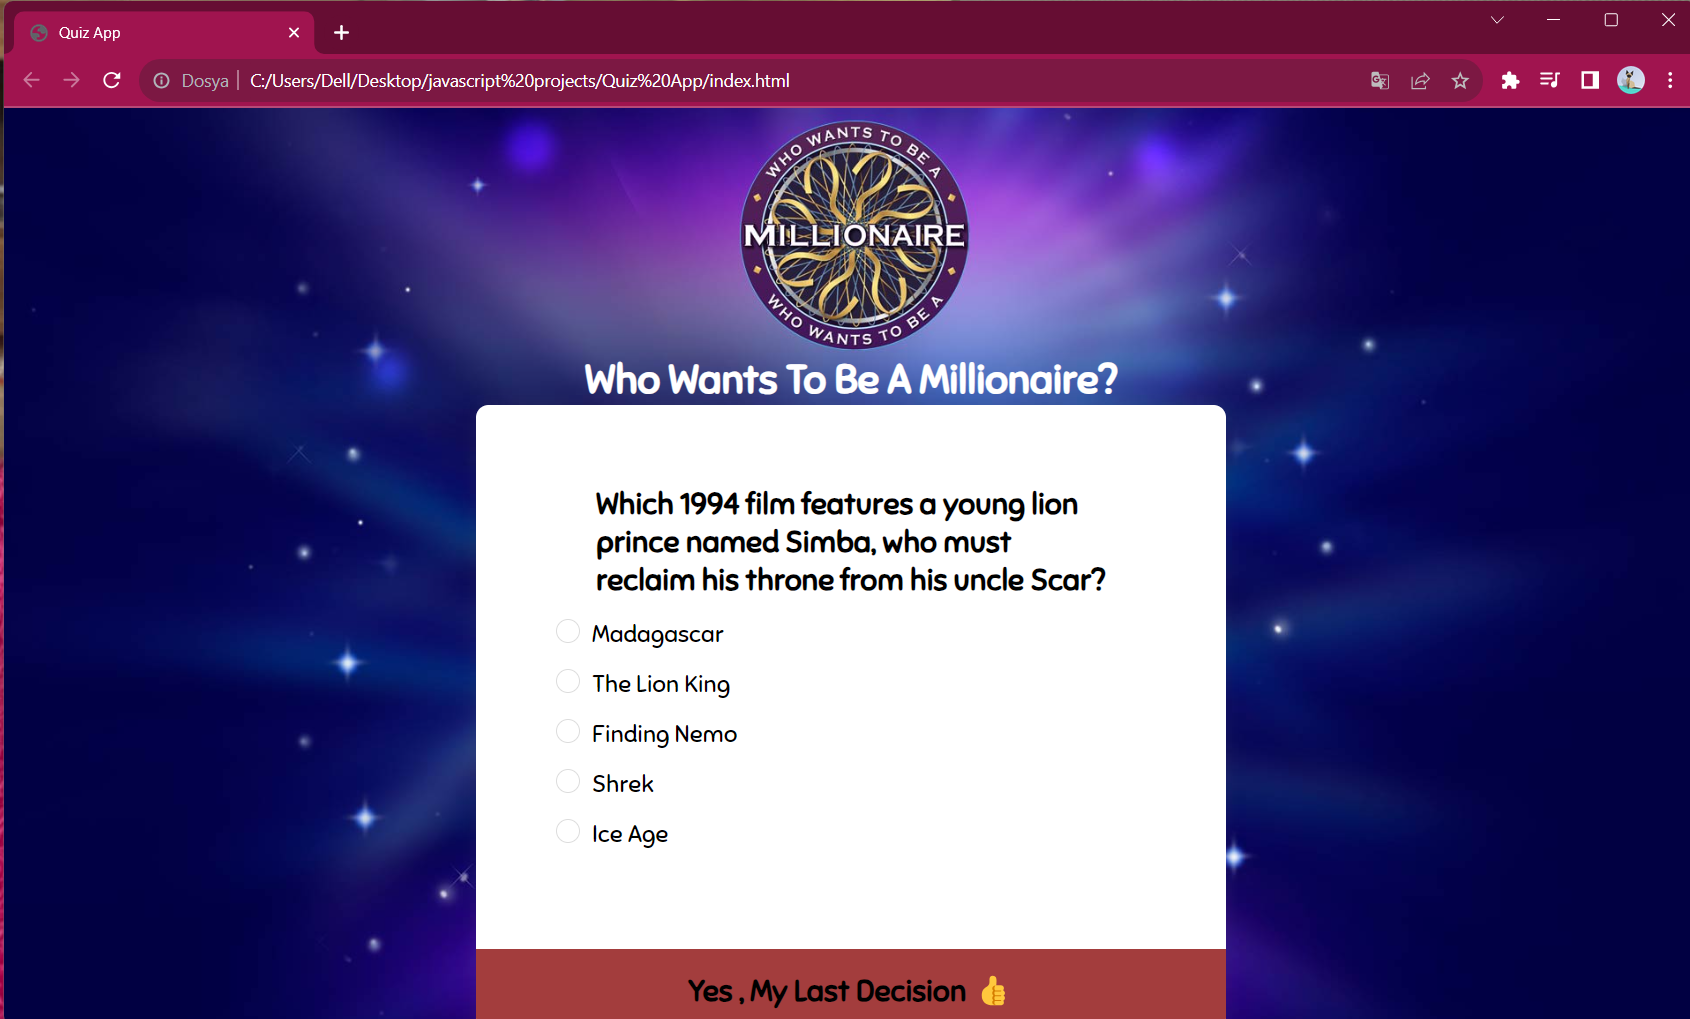 Quiz App
Dosya
C:/Users/Dell/Desktop/javascript%20projects/Quiz%20App/index.html
WHO WANTS TO BE A
MILLIONAIRE
WHO WANTS TO BE A
Who Wants To Be A Millionaire?
Which 1994 film features a young lion
prince named Simba, who must
reclaim his throne from his uncle Scar?
Madagascar
The Lion King
Finding Nemo
Shrek
Ice Age
Yes , My Last Decision 👍